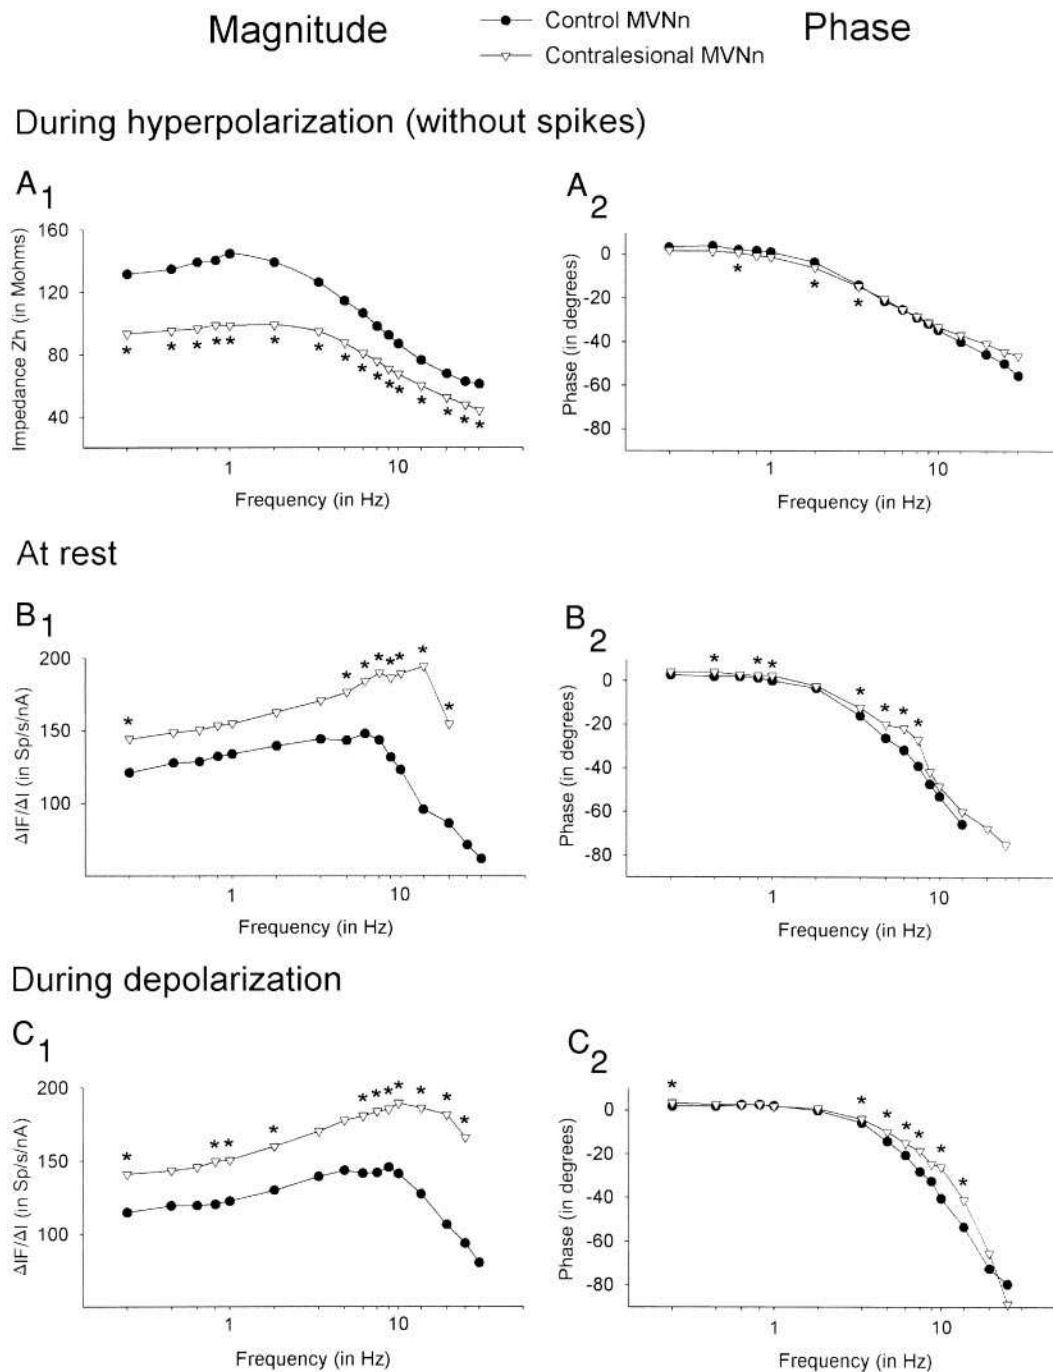 Magnitude
Control MVNn
Contralesional MVNn
Phase
During hyperpolarization (without spikes)
A1
Impedance Zh (in Mohms)
160
120
80
40
* * * * * * * * * * * * * * * *
1
10
Frequency (in Hz)
A2
Phase (in degrees)
0
-20
-40
-60
-80
* * *
1
10
Frequency (in Hz)
At rest
B1
ΔIF/ΔI (in Sp/s/nA)
200
150
100
* * * * * * * *
1
10
Frequency (in Hz)
B2
Phase (in degrees)
0
-20
-40
-60
-80
* * * * * * *
1
10
Frequency (in Hz)
During depolarization
C1
ΔIF/ΔI (in Sp/s/nA)
200
150
100
* * * * * * * * * * *
1
10
Frequency (in Hz)
C2
Phase (in degrees)
0
-20
-40
-60
-80
* * * * * * *
1
10
Frequency (in Hz)